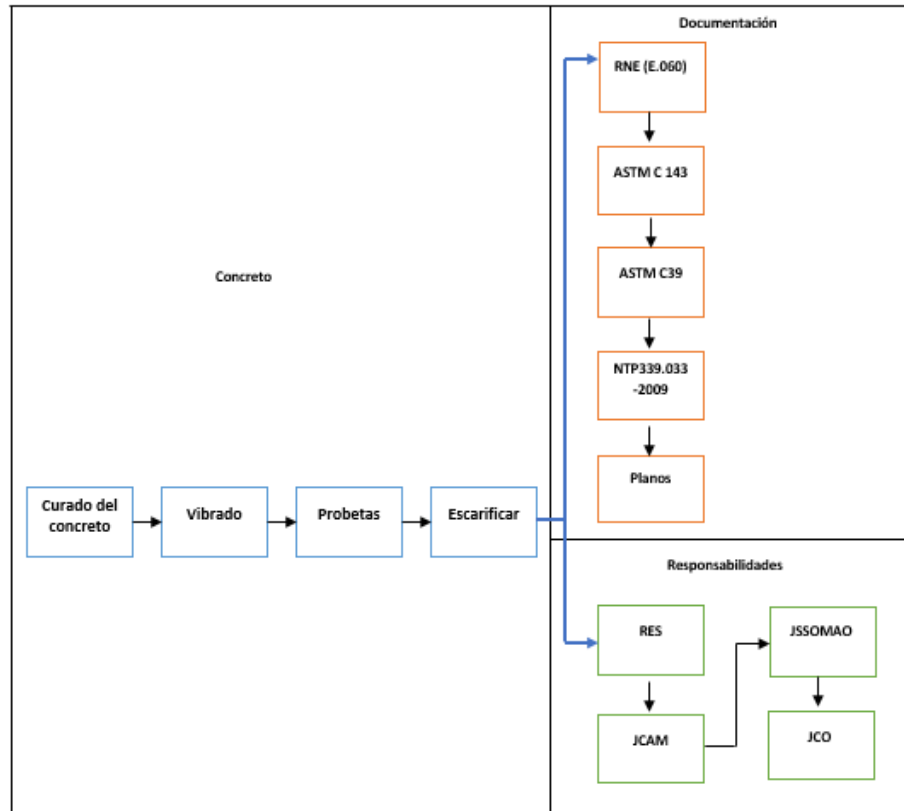 Concreto
Curado del
concreto
Vibrado
Probetas
Escarificar
Documentación
RNE (E.060)
ASTM C 143
ASTM C39
NTP339.033
-2009
Planos
Responsabilidades
RES
JCAM
JSSOMAO
JCO